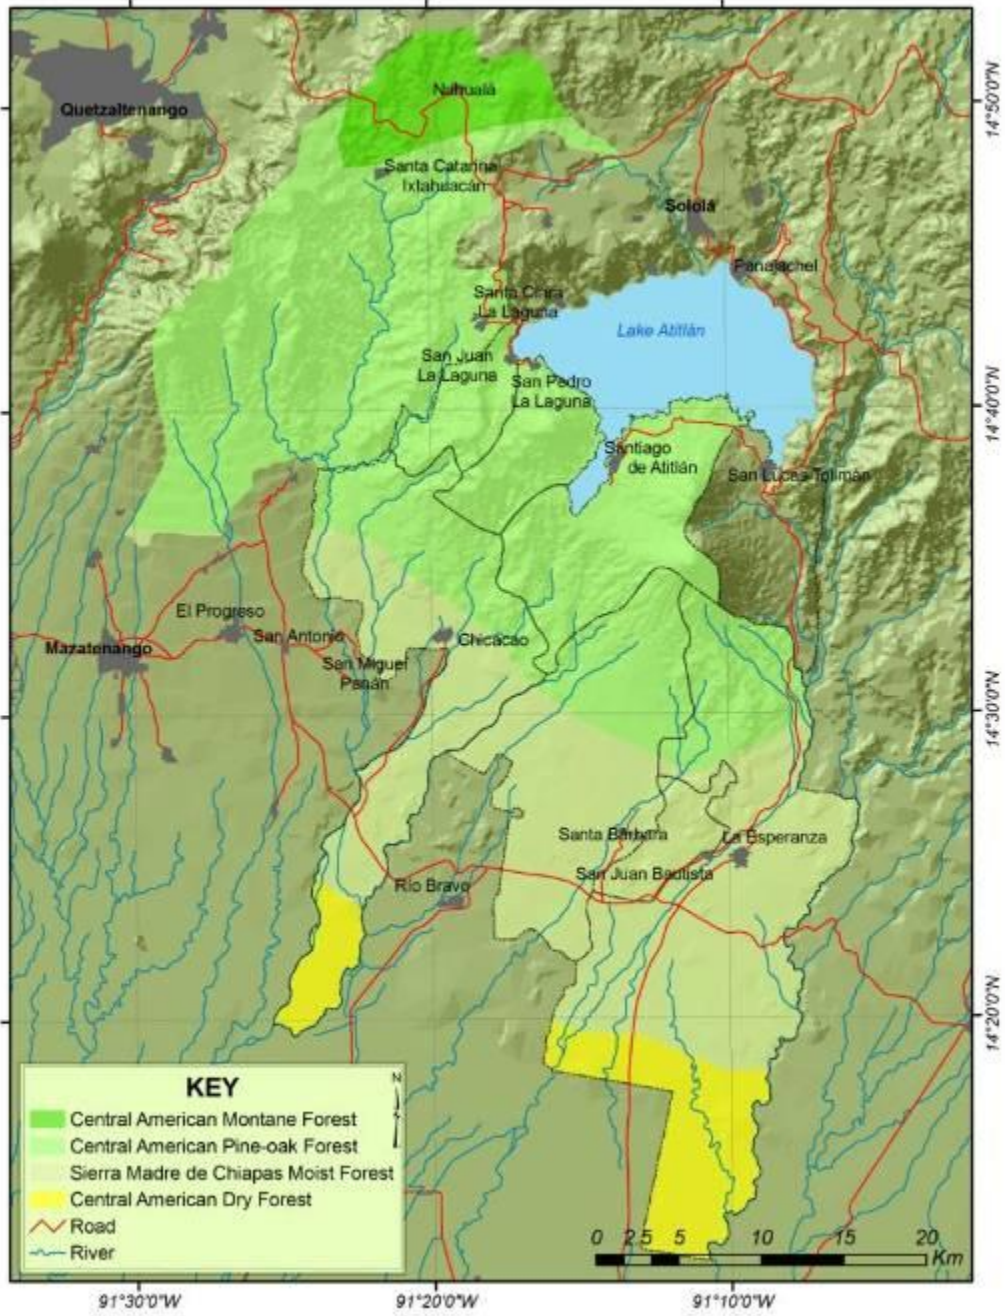 Quetzaltenango
Nahualá
14°50'0"N
Santa Catarina
Ixtahuacán
Sololá
Panajachel
Santa Clara
La Laguna
Lake Atitlán
San Juan
La Laguna
San Pedro
La Laguna
14°40'0"N
Santiago
de Atitlán
San Lucas Tolimán
El Progreso
San Antonio
Chicacao
Mazatenango
San Miguel
Panán
14°30'0"N
Santa Bárbara
La Esperanza
San Juan Bautista
Río Bravo
14°20'0"N
KEY
N
Central American Montane Forest
Central American Pine-oak Forest
Sierra Madre de Chiapas Moist Forest
Central American Dry Forest
Road
River
0 2.5 5 10 15 20
Km
91°30'0"W 91°20'0"W 91°10'0"W